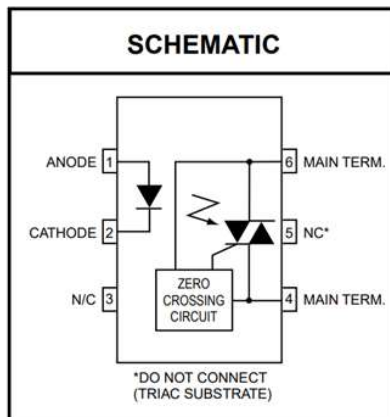 SCHEMATIC
ANODE 1
6 MAIN TERM.
CATHODE 2
5 NC*
N/C 3
ZERO
CROSSING
CIRCUIT
4 MAIN TERM.
*DO NOT CONNECT
(TRIAC SUBSTRATE)